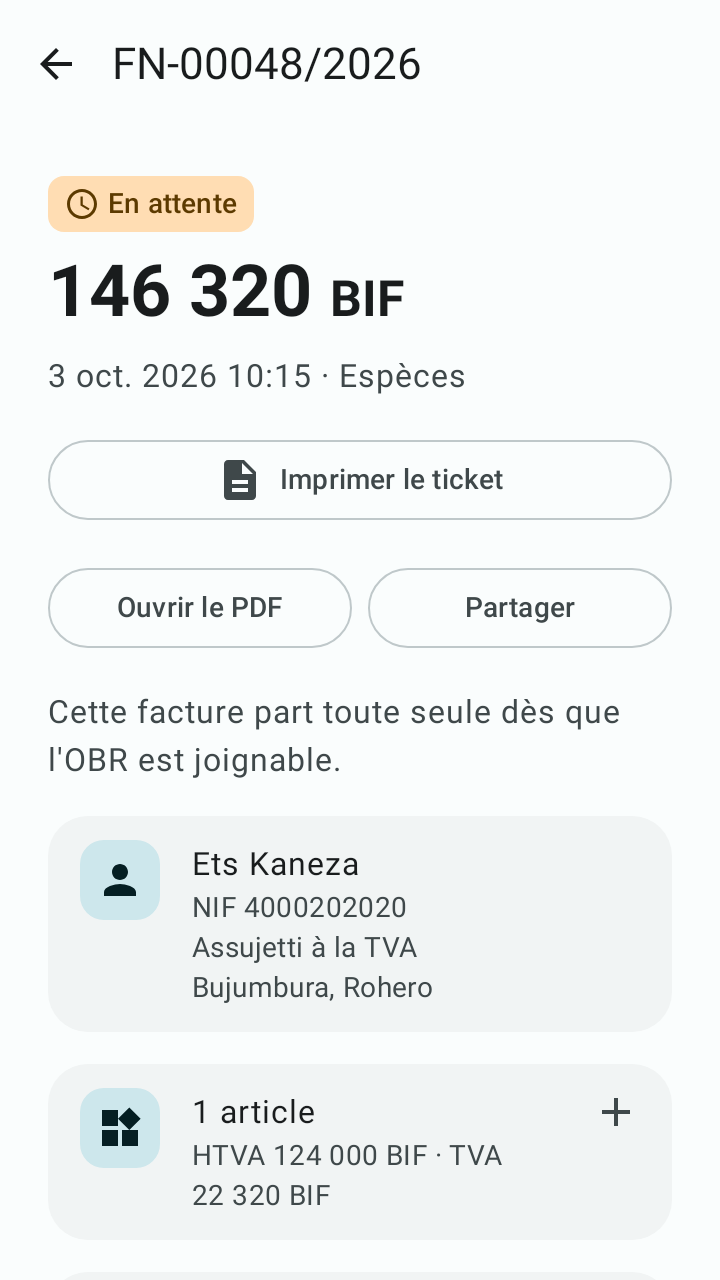 FN-00048/2026
En attente
146 320 BIF
3 oct. 2026 10:15 · Espèces
Imprimer le ticket
Ouvrir le PDF
Partager
Cette facture part toute seule dès que
l'OBR est joignable.
Ets Kaneza
NIF 4000202020
Assujetti à la TVA
Bujumbura, Rohero
1 article
HTVA 124 000 BIF · TVA
22 320 BIF